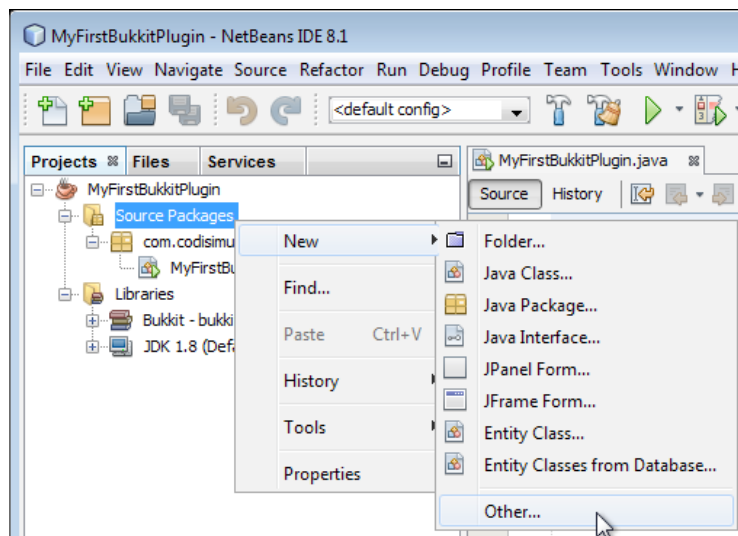 MyFirstBukkitPlugin - NetBeans IDE 8.1
File Edit View Navigate Source Refactor Run Debug Profile Team Tools Window
<default config>
Projects Files Services
MyFirstBukkitPlugin.java
Source History
MyFirstBukkitPlugin
Source Packages
com.codisimu
MyFirstBu
Libraries
Bukkit - bukki
JDK 1.8 (Defa
New
Find...
Paste Ctrl+V
History
Tools
Properties
Folder...
Java Class...
Java Package...
Java Interface...
JPanel Form...
JFrame Form...
Entity Class...
Entity Classes from Database...
Other...